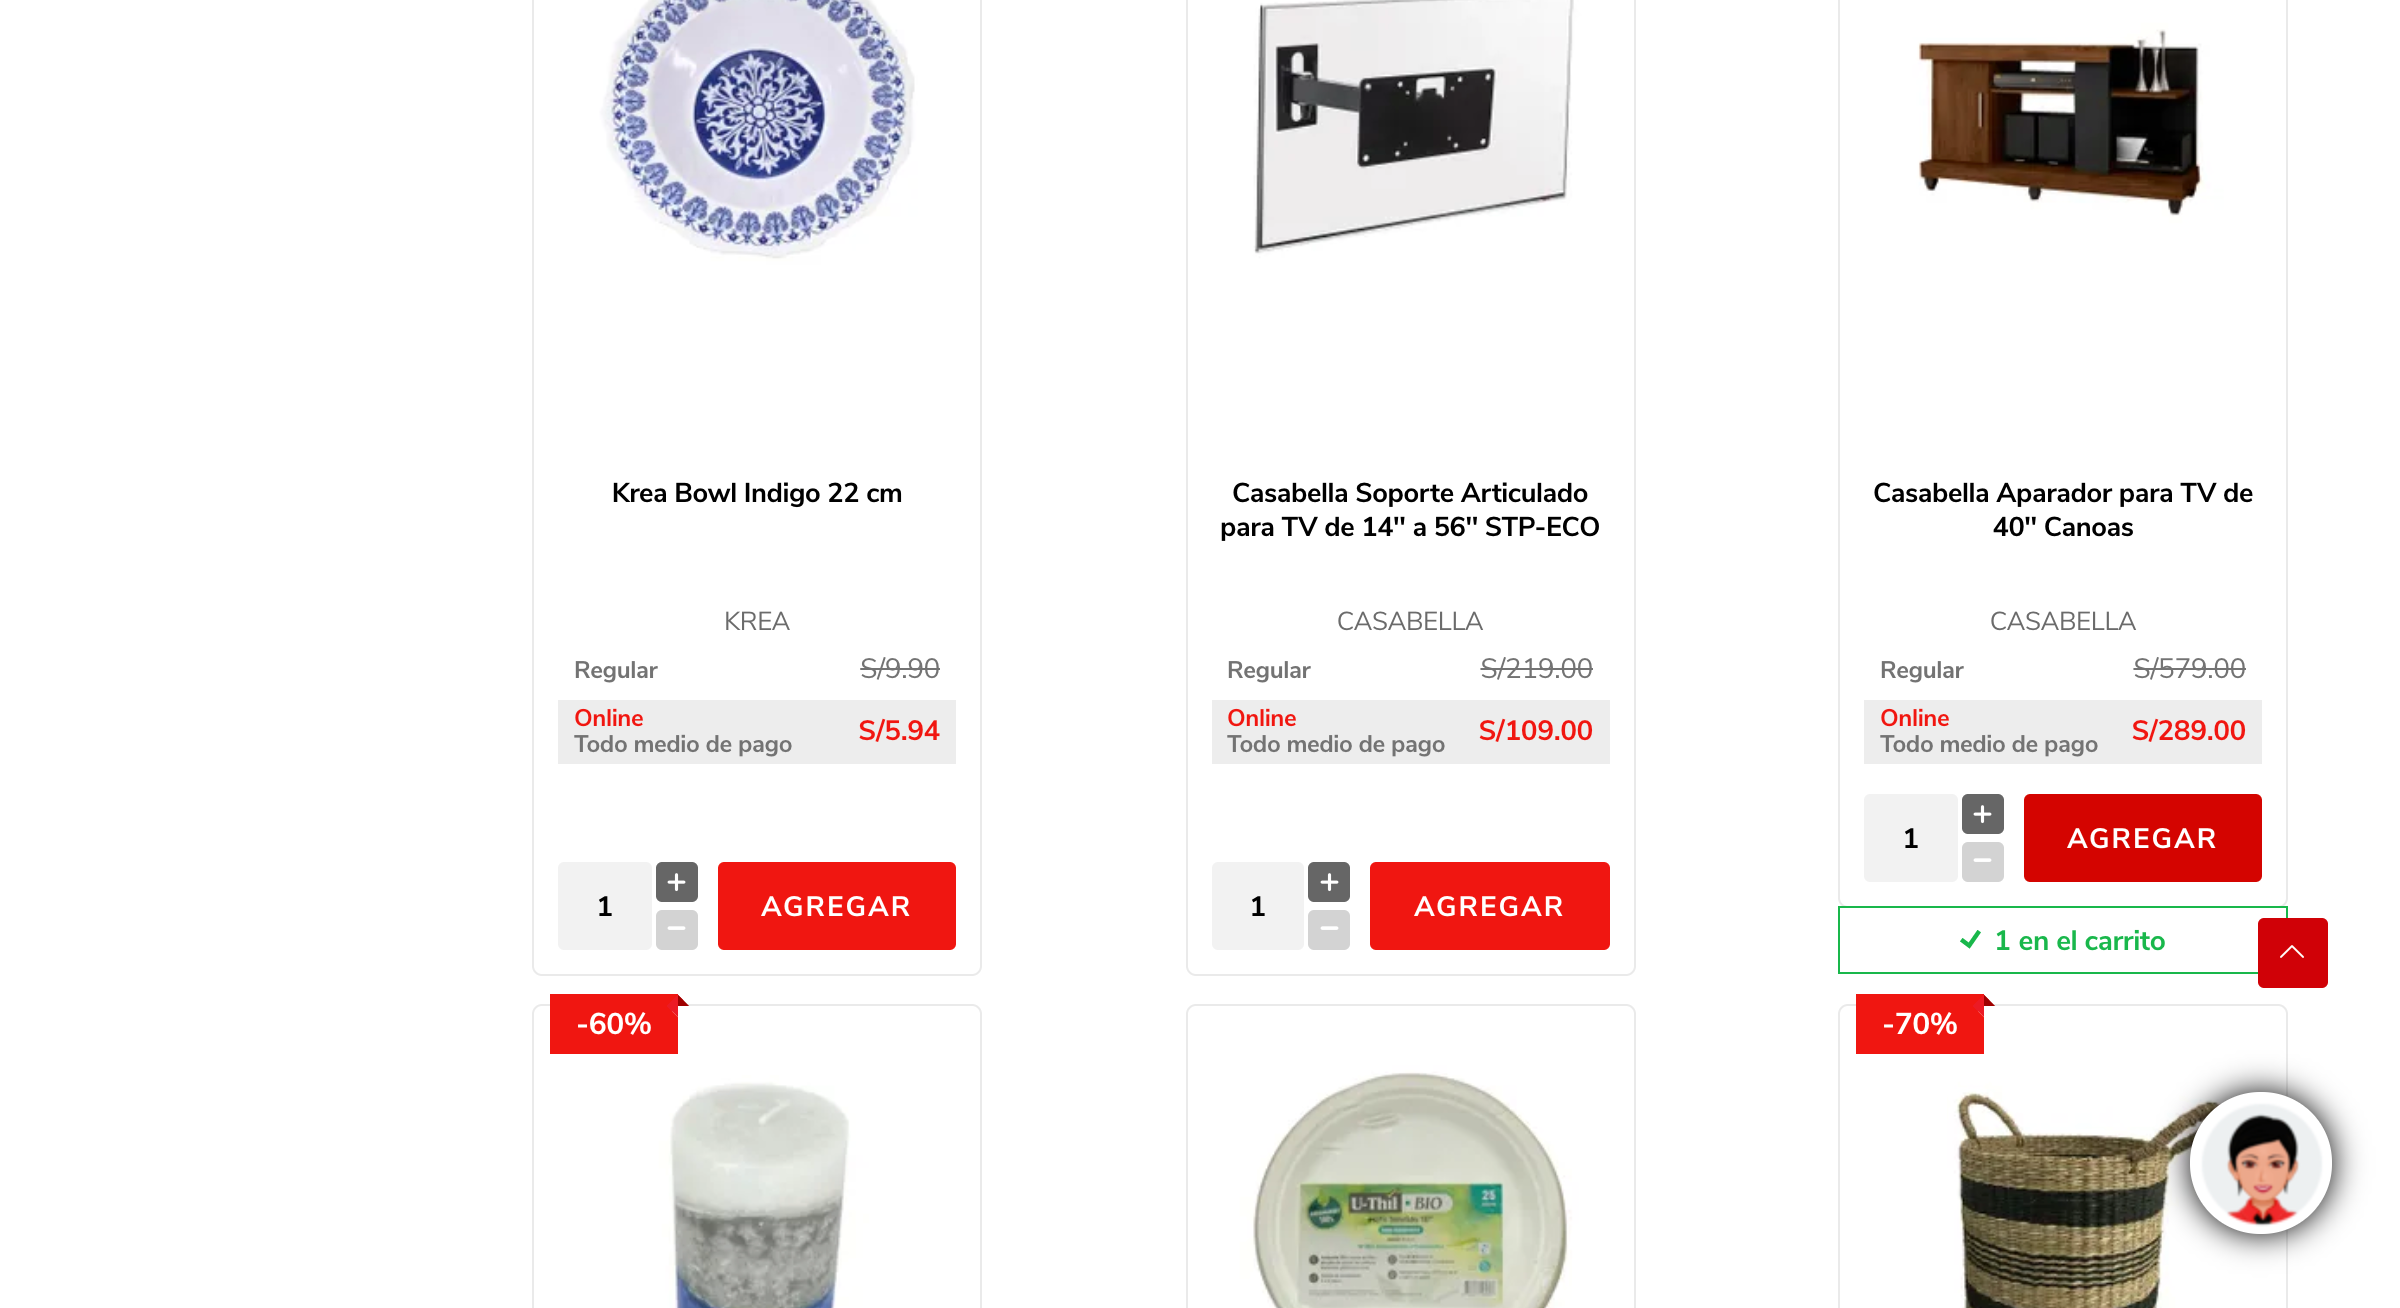 Krea Bowl Indigo 22 cm
KREA
Regular S/9.90
Online
Todo medio de pago S/5.94
1 + − AGREGAR
Casabella Soporte Articulado
para TV de 14" a 56" STP-ECO
CASABELLA
Regular S/219.00
Online
Todo medio de pago S/109.00
1 + − AGREGAR
Casabella Aparador para TV de
40" Canoas
CASABELLA
Regular S/579.00
Online
Todo medio de pago S/289.00
1 + − AGREGAR
1 en el carrito
-60%
U-Thil BIO
25
-70%